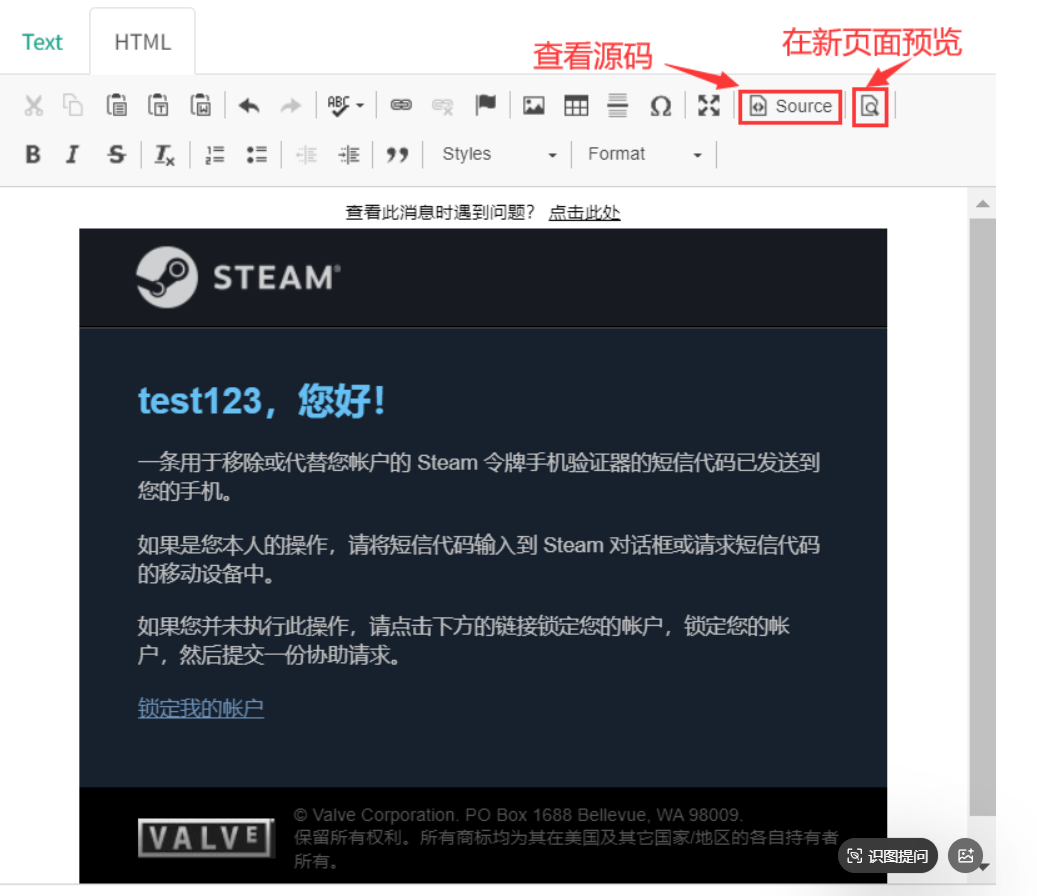 Text
HTML
查看源码
在新页面预览
ABC
Source
B I S Tx
Styles
Format
查看此消息时遇到问题？ 点击此处
STEAM®
test123，您好！
一条用于移除或代替您帐户的 Steam 令牌手机验证器的短信代码已发送到
您的手机。
如果是您本人的操作，请将短信代码输入到 Steam 对话框或请求短信代码
的移动设备中。
如果您并未执行此操作，请点击下方的链接锁定您的帐户，锁定您的帐
户，然后提交一份协助请求。
锁定我的帐户
VALVE
© Valve Corporation. PO Box 1688 Bellevue, WA 98009.
保留所有权利。所有商标均为其在美国及其它国家/地区的各自持有者
所有。
识图提问